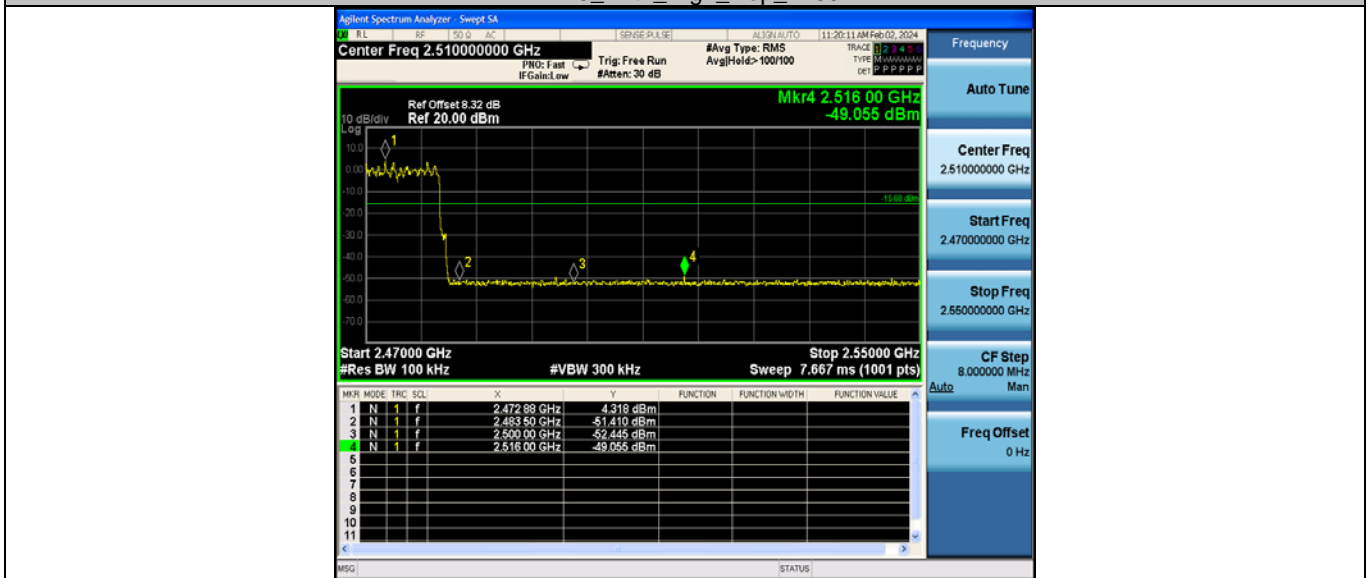 Agilent Spectrum Analyzer - Swept SA
RL RF 50 Ω AC SENSE:PULSE ALIGNAUTO 11:20:11 AM Feb 02, 2024
Center Freq 2.510000000 GHz
PNO: Fast
IFGain:Low
Trig: Free Run
#Atten: 30 dB
#Avg Type: RMS
Avg|Hold:>100/100
TRACE 1 2 3 4 5 6
TYPE MWWWWW
DET P P P P P P
Frequency
Mkr4 2.516 00 GHz
-49.055 dBm
Ref Offset 8.32 dB
10 dB/div Ref 20.00 dBm
Log
10.0
0.00
-10.0
-20.0
-30.0
-40.0
-50.0
-60.0
-70.0
1
2
3
4
-15.68 dBm
Start 2.47000 GHz Stop 2.55000 GHz
#Res BW 100 kHz #VBW 300 kHz Sweep 7.667 ms (1001 pts)
MKR MODE TRC SCL X Y FUNCTION FUNCTION WIDTH FUNCTION VALUE
1 N 1 f 2.472 88 GHz 4.318 dBm
2 N 1 f 2.483 50 GHz -51.410 dBm
3 N 1 f 2.500 00 GHz -52.445 dBm
4 N 1 f 2.516 00 GHz -49.055 dBm
5
6
7
8
9
10
11
MSG STATUS
Auto Tune
Center Freq
2.510000000 GHz
Start Freq
2.470000000 GHz
Stop Freq
2.550000000 GHz
CF Step
8.000000 MHz
Auto Man
Freq Offset
0 Hz